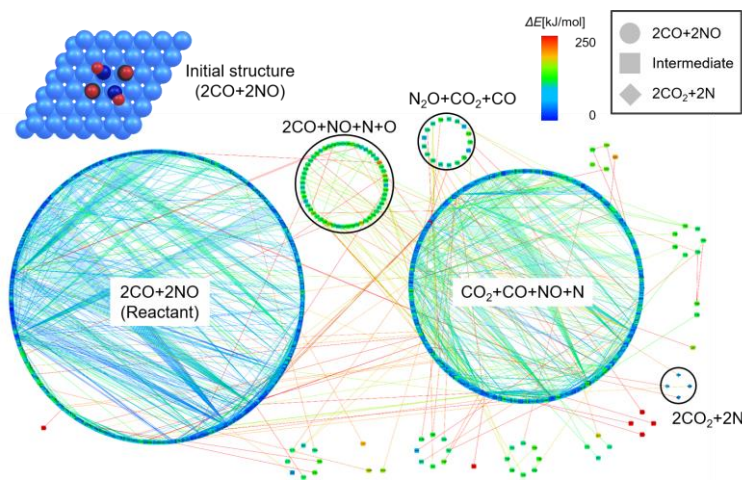 Initial structure
(2CO+2NO)
ΔE[kJ/mol]
250
0
2CO+2NO
Intermediate
2CO₂+2N
N₂O+CO₂+CO
2CO+NO+N+O
2CO+2NO
(Reactant)
CO₂+CO+NO+N
2CO₂+2N